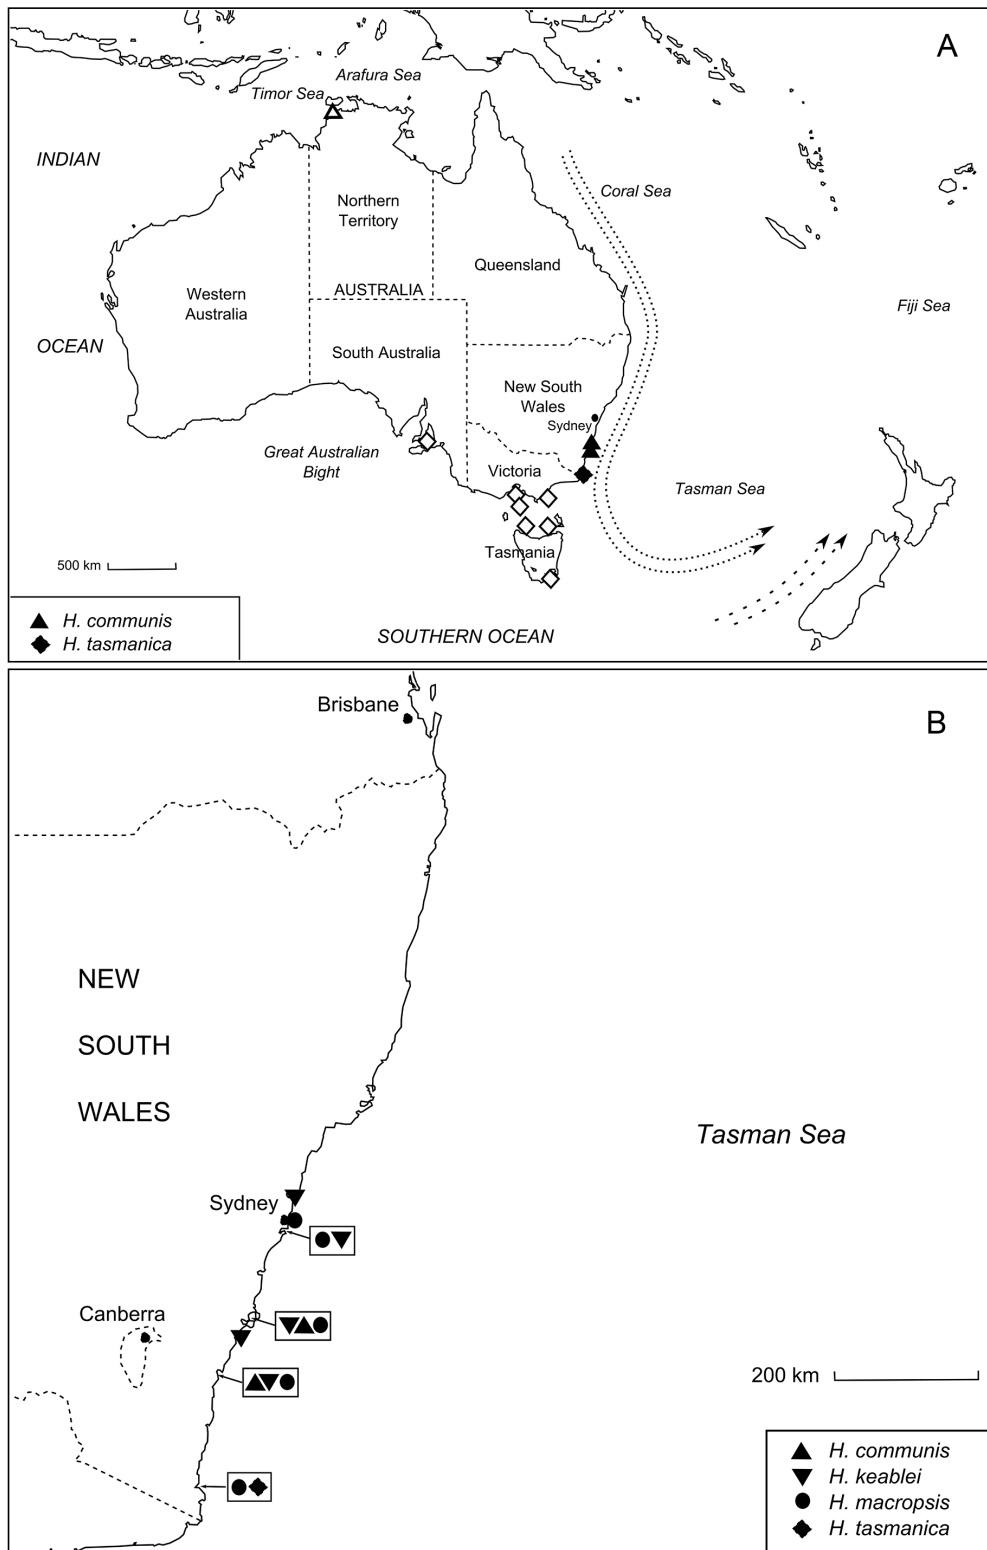 A
Arafura Sea
Timor Sea
INDIAN
Coral Sea
Northern
Territory
Queensland
Western
Australia
AUSTRALIA
Fiji Sea
OCEAN
South Australia
New South
Wales
Sydney
Great Australian
Bight
Victoria
Tasman Sea
Tasmania
500 km
H. communis
H. tasmanica
SOUTHERN OCEAN
Brisbane
B
NEW
SOUTH
WALES
Tasman Sea
Sydney
Canberra
200 km
H. communis
H. keablei
H. macropsis
H. tasmanica